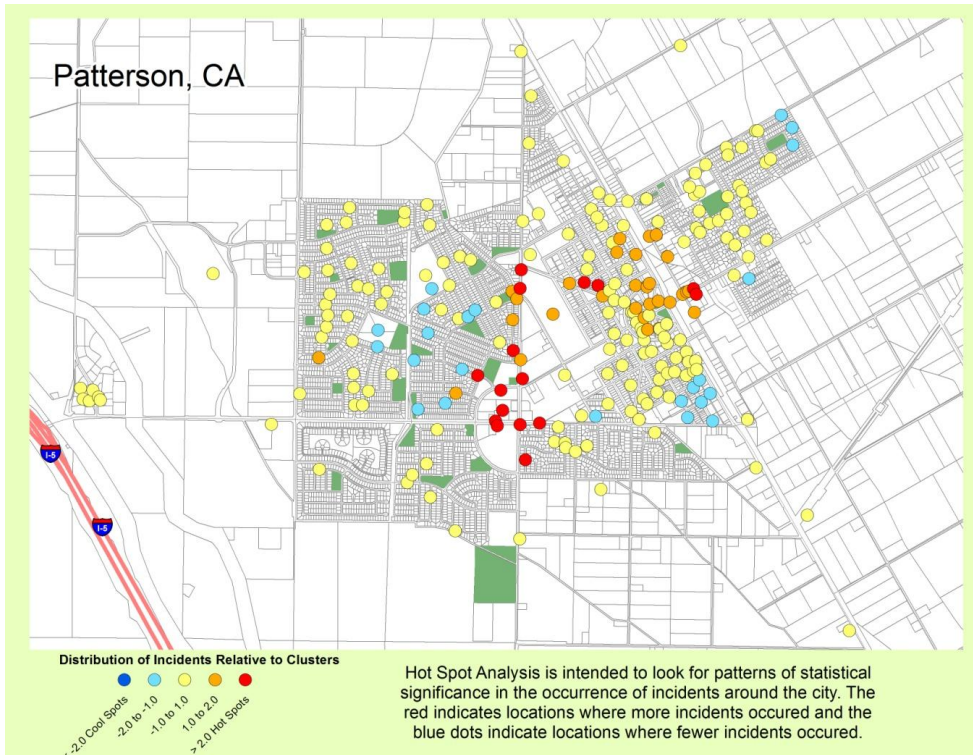 Patterson, CA
I-5
I-5
Distribution of Incidents Relative to Clusters
-2.0 Cool Spots
-2.0 to -1.0
-1.0 to 1.0
1.0 to 2.0
> 2.0 Hot Spots
Hot Spot Analysis is intended to look for patterns of statistical
significance in the occurrence of incidents around the city. The
red indicates locations where more incidents occured and the
blue dots indicate locations where fewer incidents occured.